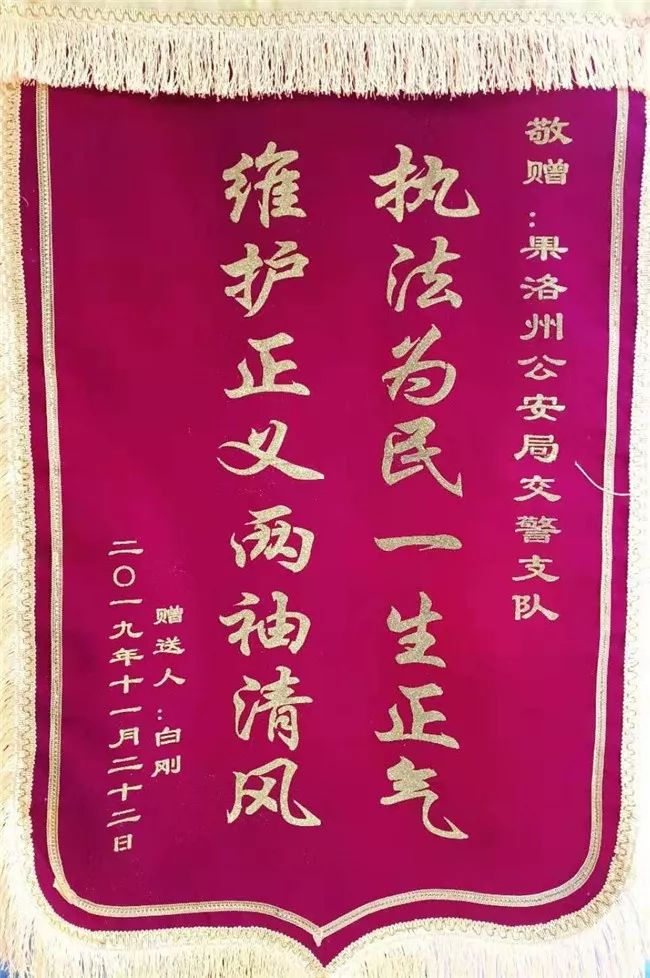 敬赠：果洛州公安局交警支队
执法为民一生正气
维护正义两袖清风
赠送人：白刚
二〇一九年十一月二十二日